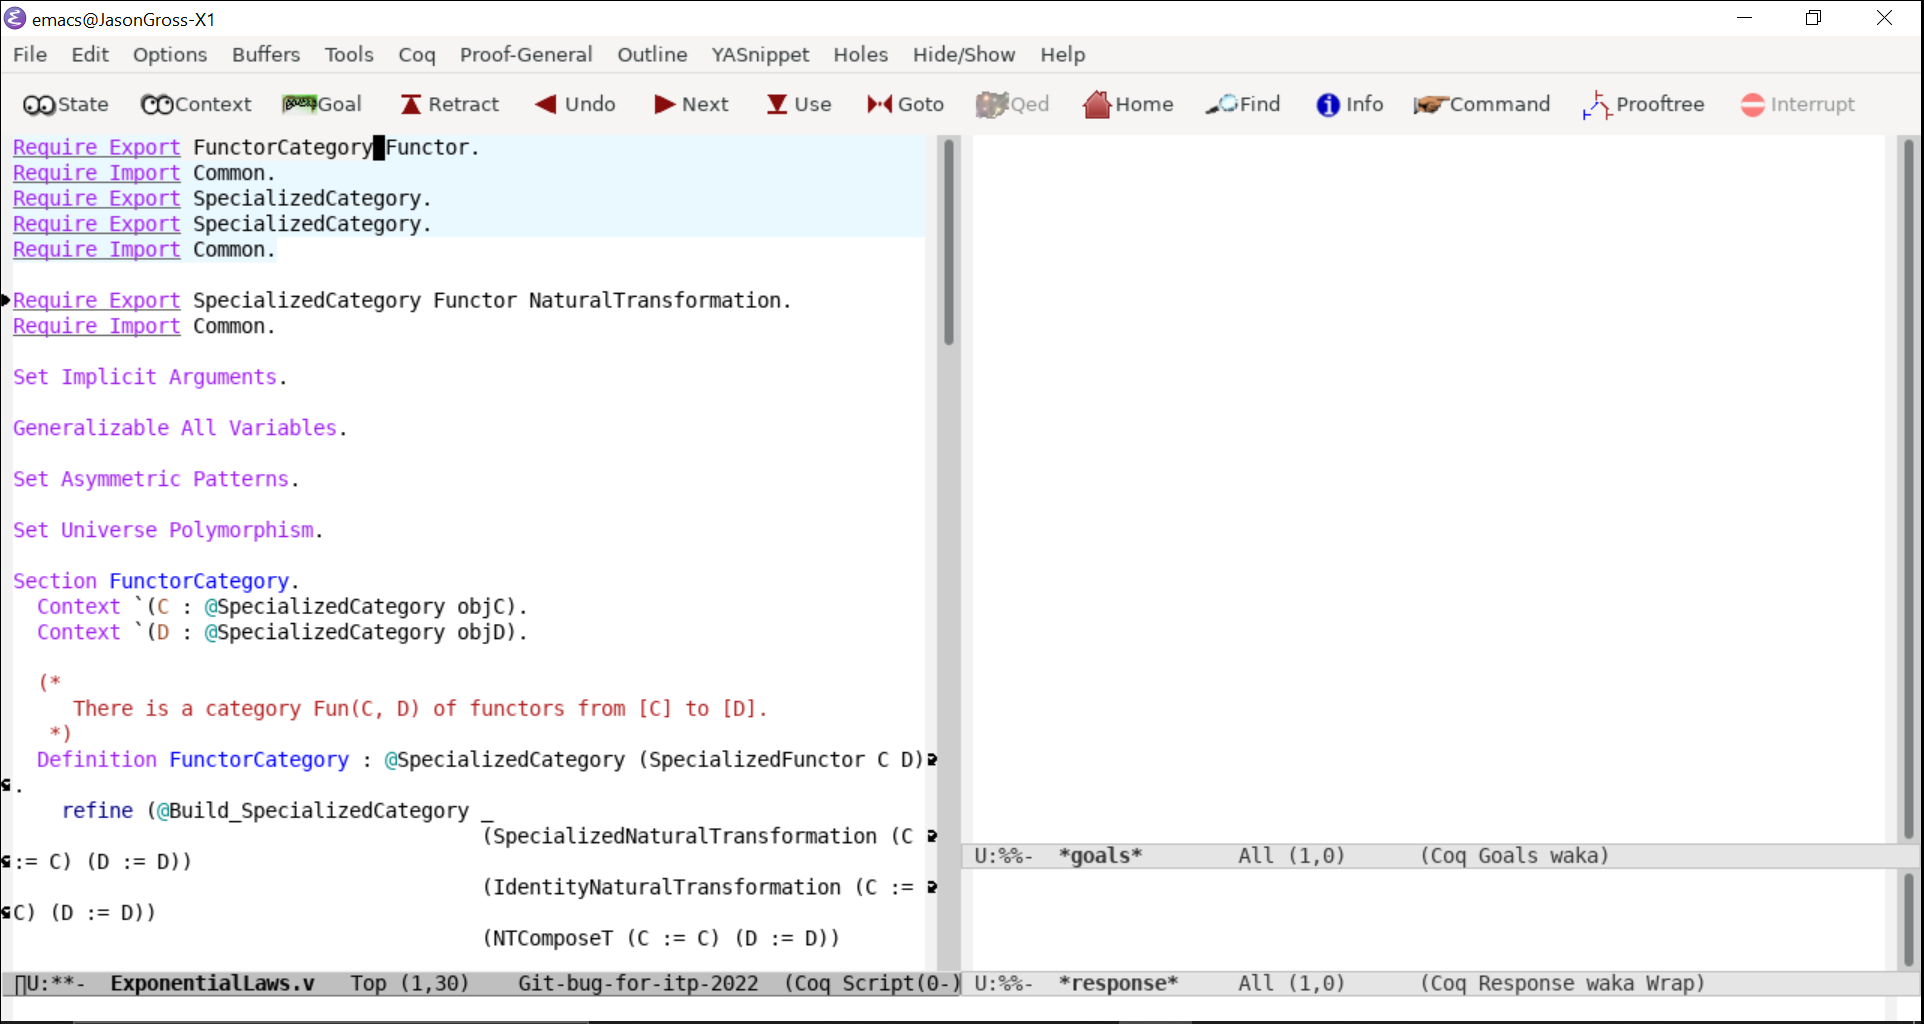 emacs@JasonGross-X1
File Edit Options Buffers Tools Coq Proof-General Outline YASnippet Holes Hide/Show Help
State Context Goal Retract Undo Next Use Goto Qed Home Find Info Command Prooftree Interrupt
Require Export FunctorCategory Functor.
Require Import Common.
Require Export SpecializedCategory.
Require Export SpecializedCategory.
Require Import Common.
Require Export SpecializedCategory Functor NaturalTransformation.
Require Import Common.
Set Implicit Arguments.
Generalizable All Variables.
Set Asymmetric Patterns.
Set Universe Polymorphism.
Section FunctorCategory.
Context `(C : @SpecializedCategory objC).
Context `(D : @SpecializedCategory objD).
(*
There is a category Fun(C, D) of functors from [C] to [D].
*)
Definition FunctorCategory : @SpecializedCategory (SpecializedFunctor C D)
.
refine (@Build_SpecializedCategory _
(SpecializedNaturalTransformation (C
:= C) (D := D))
(IdentityNaturalTransformation (C :=
C) (D := D))
(NTComposeT (C := C) (D := D))
U:**- ExponentialLaws.v Top (1,30) Git-bug-for-itp-2022 (Coq Script(0-)
U:%%- *goals* All (1,0) (Coq Goals waka)
U:%%- *response* All (1,0) (Coq Response waka Wrap)